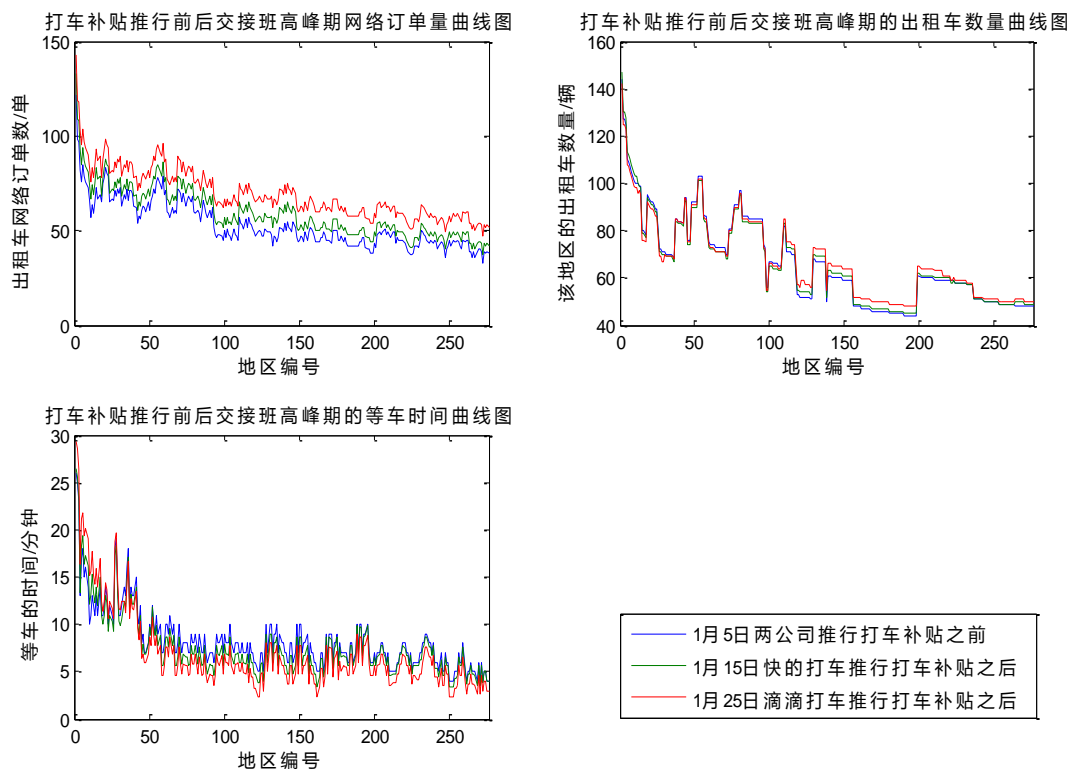 打车补贴推行前后交接班高峰期网络订单量曲线图
150
100
50
0
出租车网络订单数/单
0 50 100 150 200 250
地区编号
打车补贴推行前后交接班高峰期的出租车数量曲线图
160
140
120
100
80
60
40
该地区的出租车数量/辆
0 50 100 150 200 250
地区编号
打车补贴推行前后交接班高峰期的等车时间曲线图
30
25
20
15
10
5
0
等车的时间/分钟
0 50 100 150 200 250
地区编号
1月5日两公司推行打车补贴之前
1月15日快的打车推行打车补贴之后
1月25日滴滴打车推行打车补贴之后